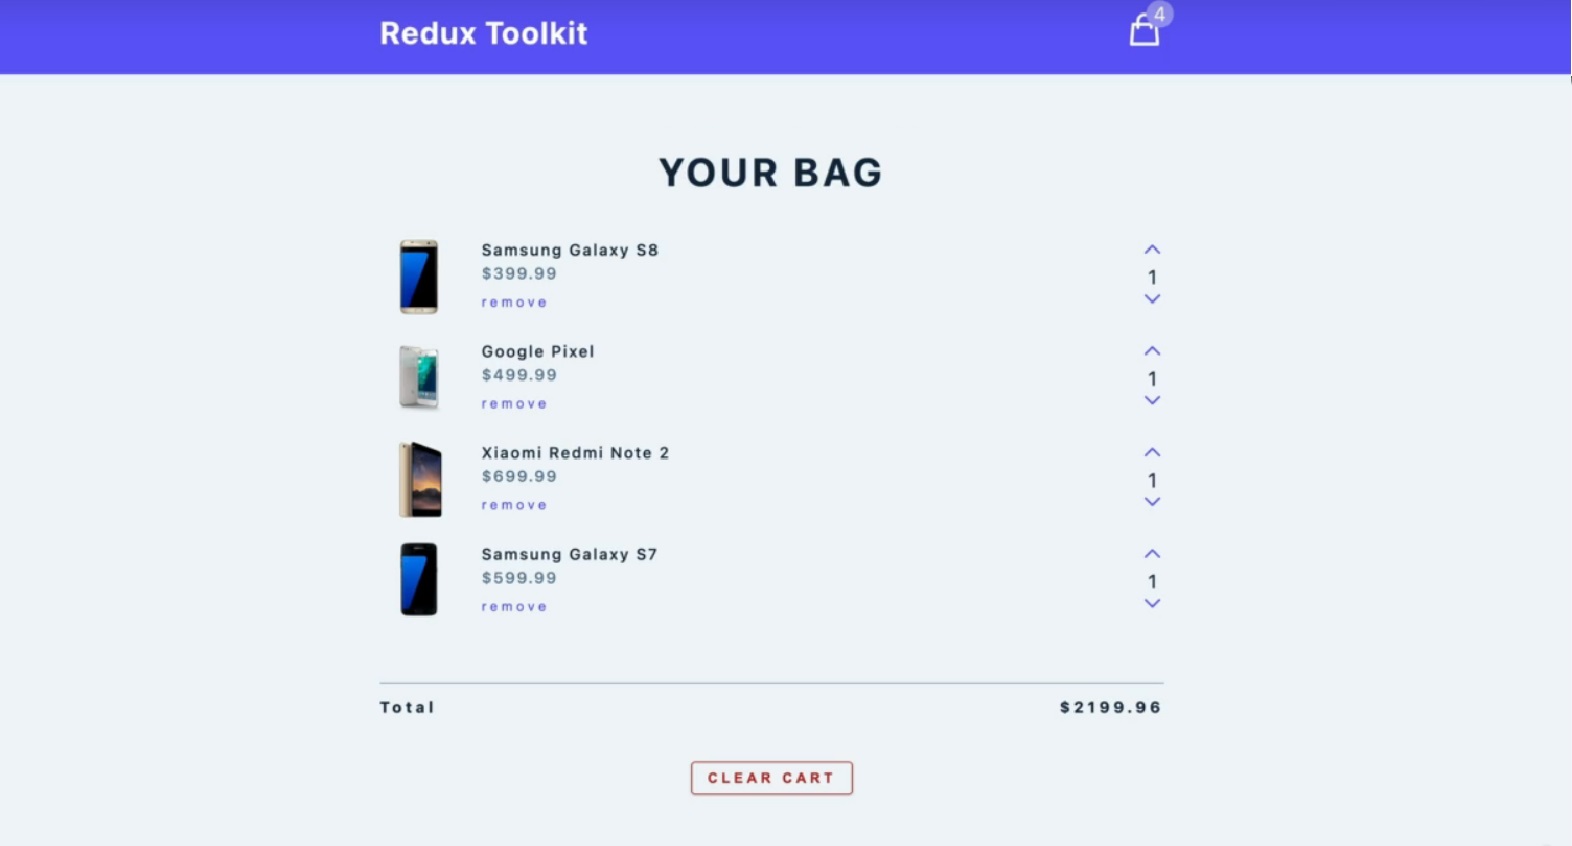 Redux Toolkit
4
YOUR BAG
Samsung Galaxy S8
$399.99
remove
1
Google Pixel
$499.99
remove
1
Xiaomi Redmi Note 2
$699.99
remove
1
Samsung Galaxy S7
$599.99
remove
1
Total $2199.96
CLEAR CART